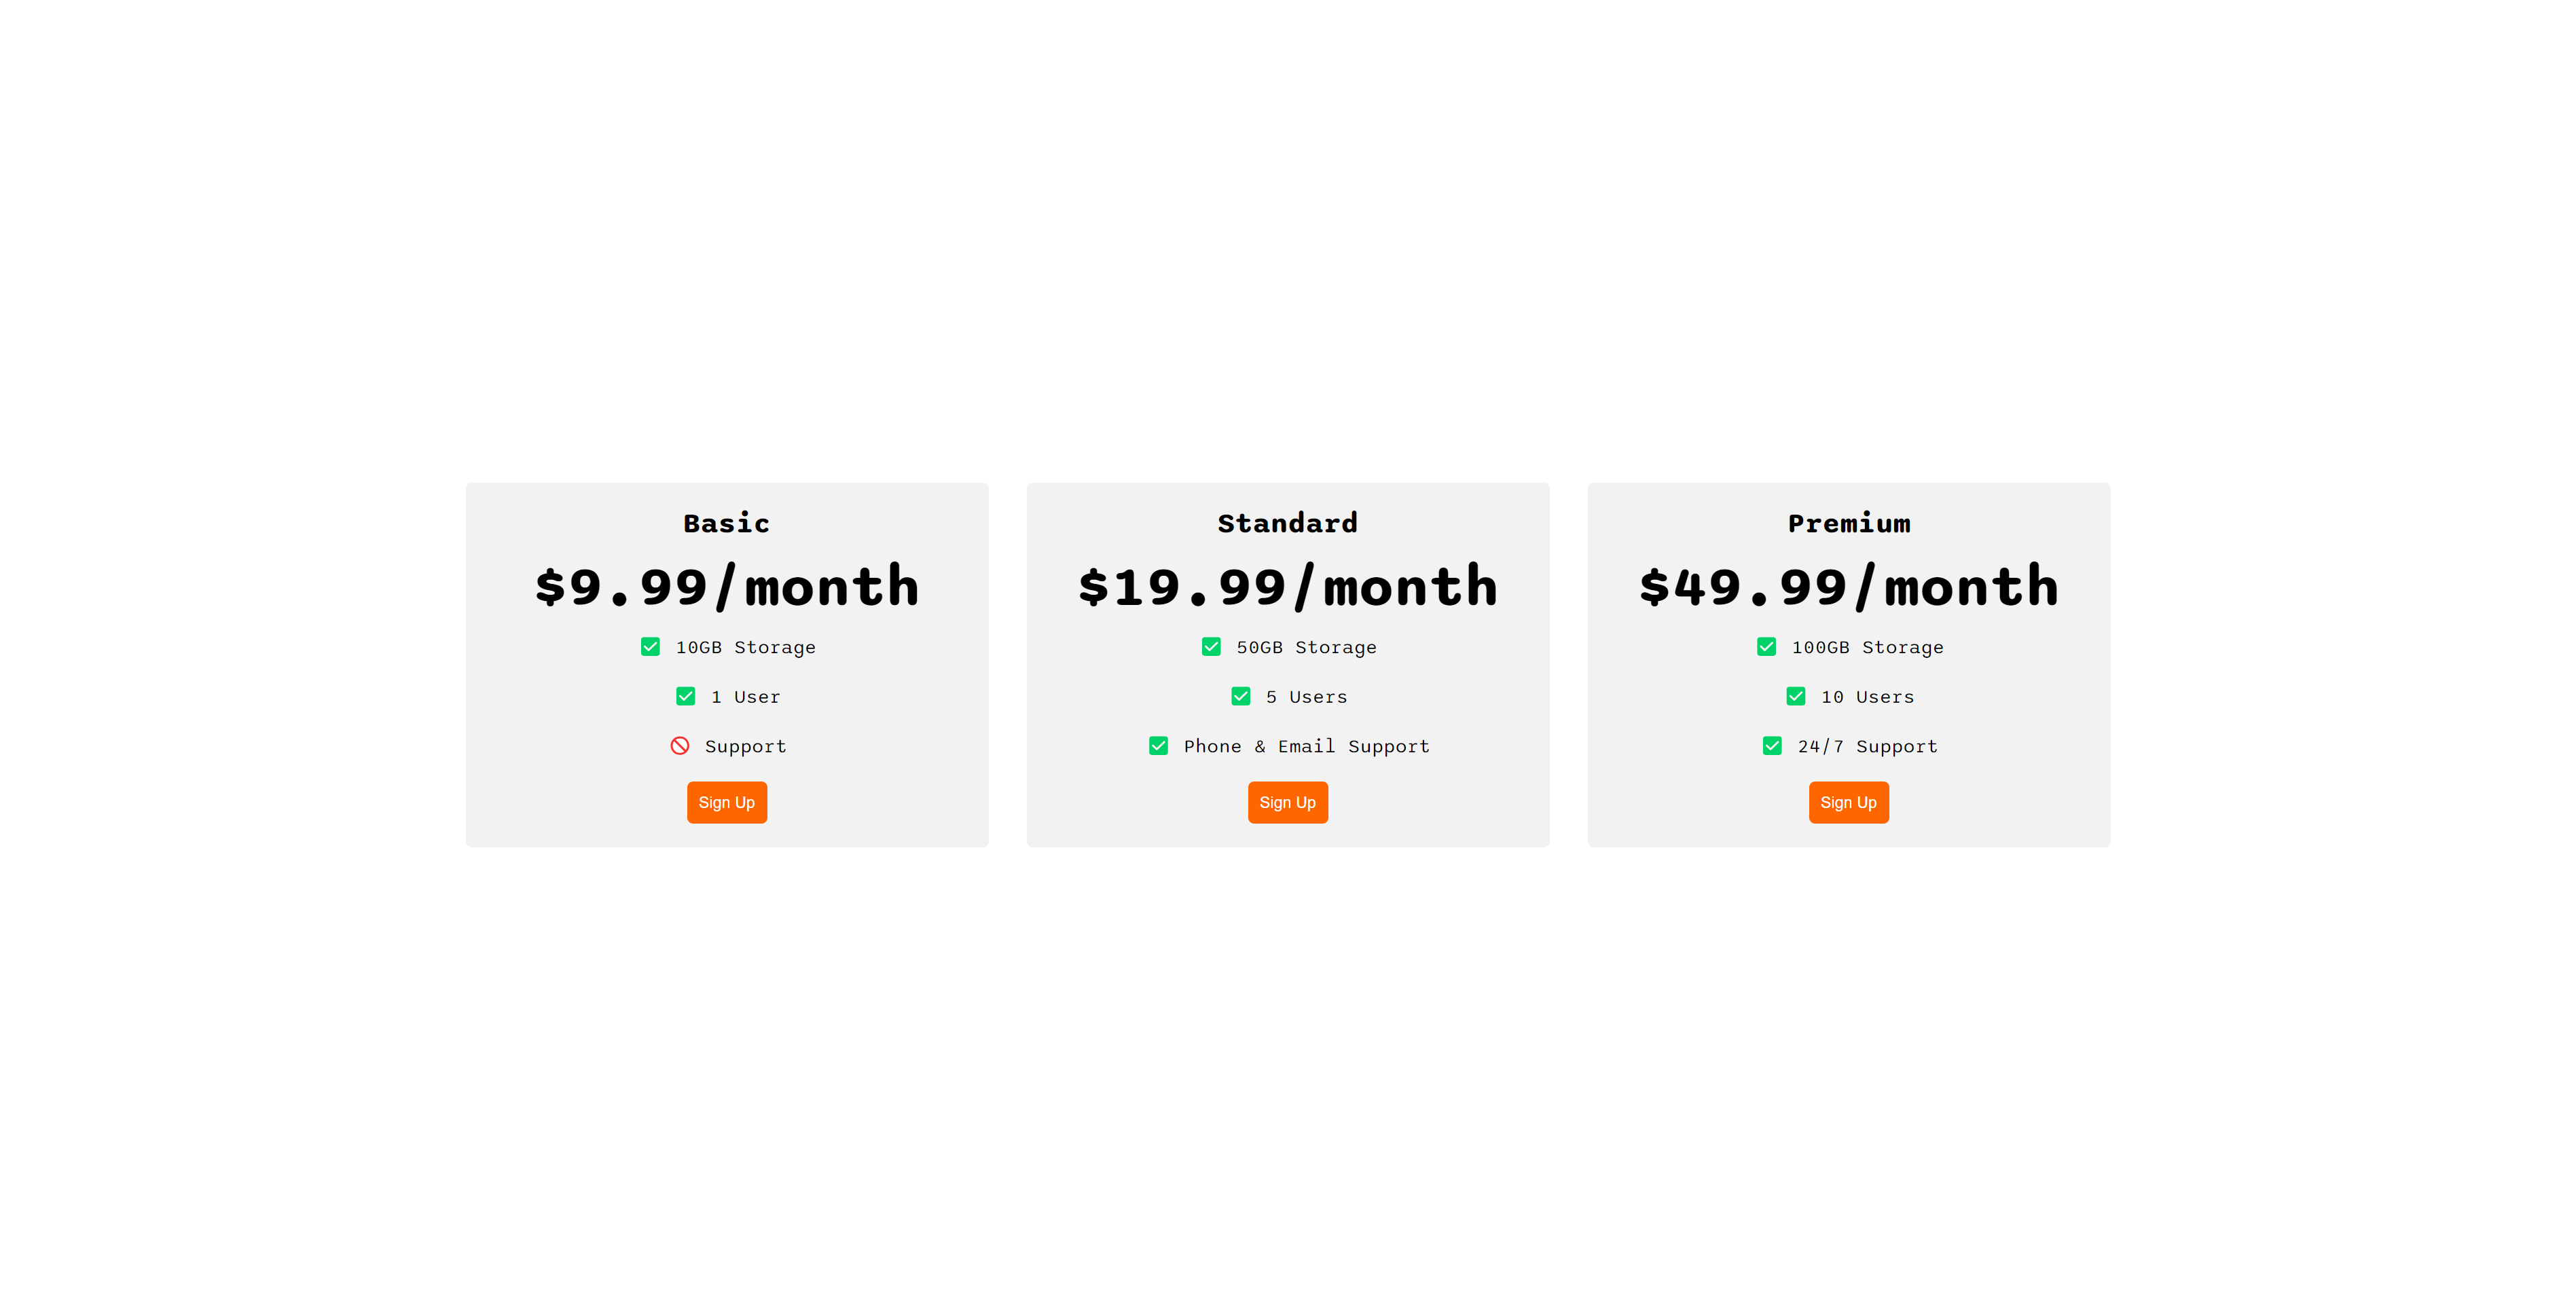 Basic
$9.99/month
10GB Storage
1 User
Support
Sign Up
Standard
$19.99/month
50GB Storage
5 Users
Phone & Email Support
Sign Up
Premium
$49.99/month
100GB Storage
10 Users
24/7 Support
Sign Up